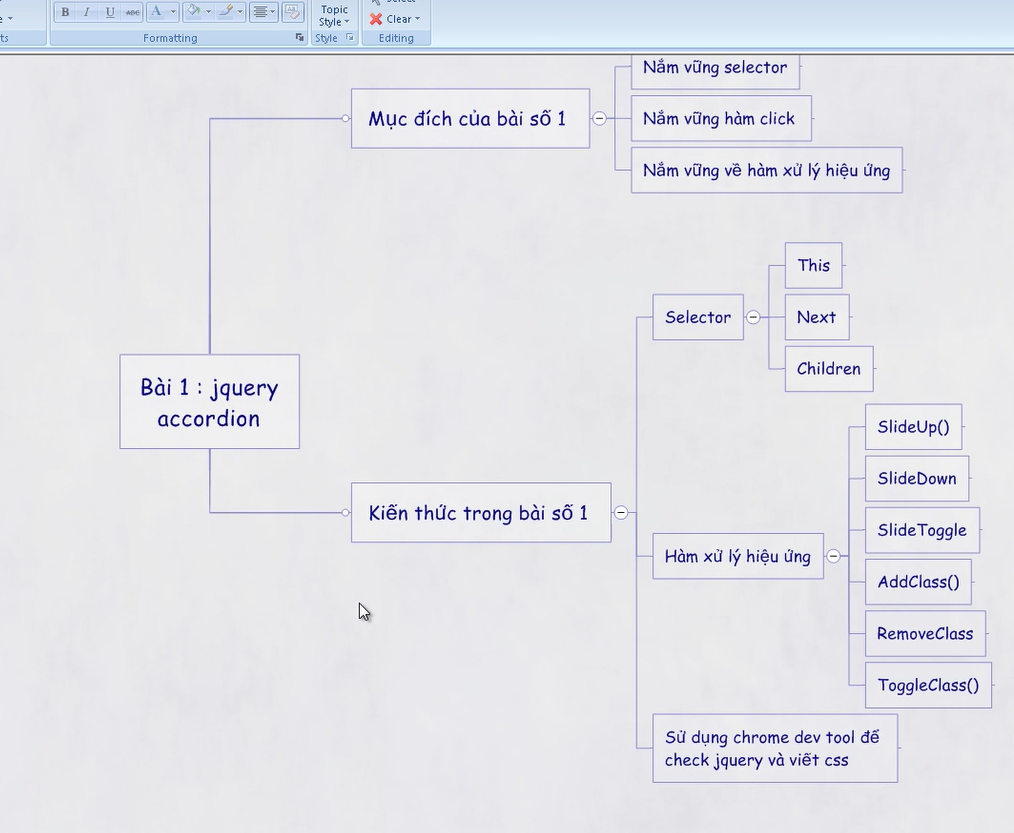 B I U ABC A
Topic
Style
Clear
Formatting
Style
Editing
Nắm vững selector
Mục đích của bài số 1
Nắm vững hàm click
Nắm vững về hàm xử lý hiệu ứng
This
Selector
Next
Children
Bài 1 : jquery
accordion
SlideUp()
SlideDown
Kiến thức trong bài số 1
SlideToggle
Hàm xử lý hiệu ứng
AddClass()
RemoveClass
ToggleClass()
Sử dụng chrome dev tool để
check jquery và viết css